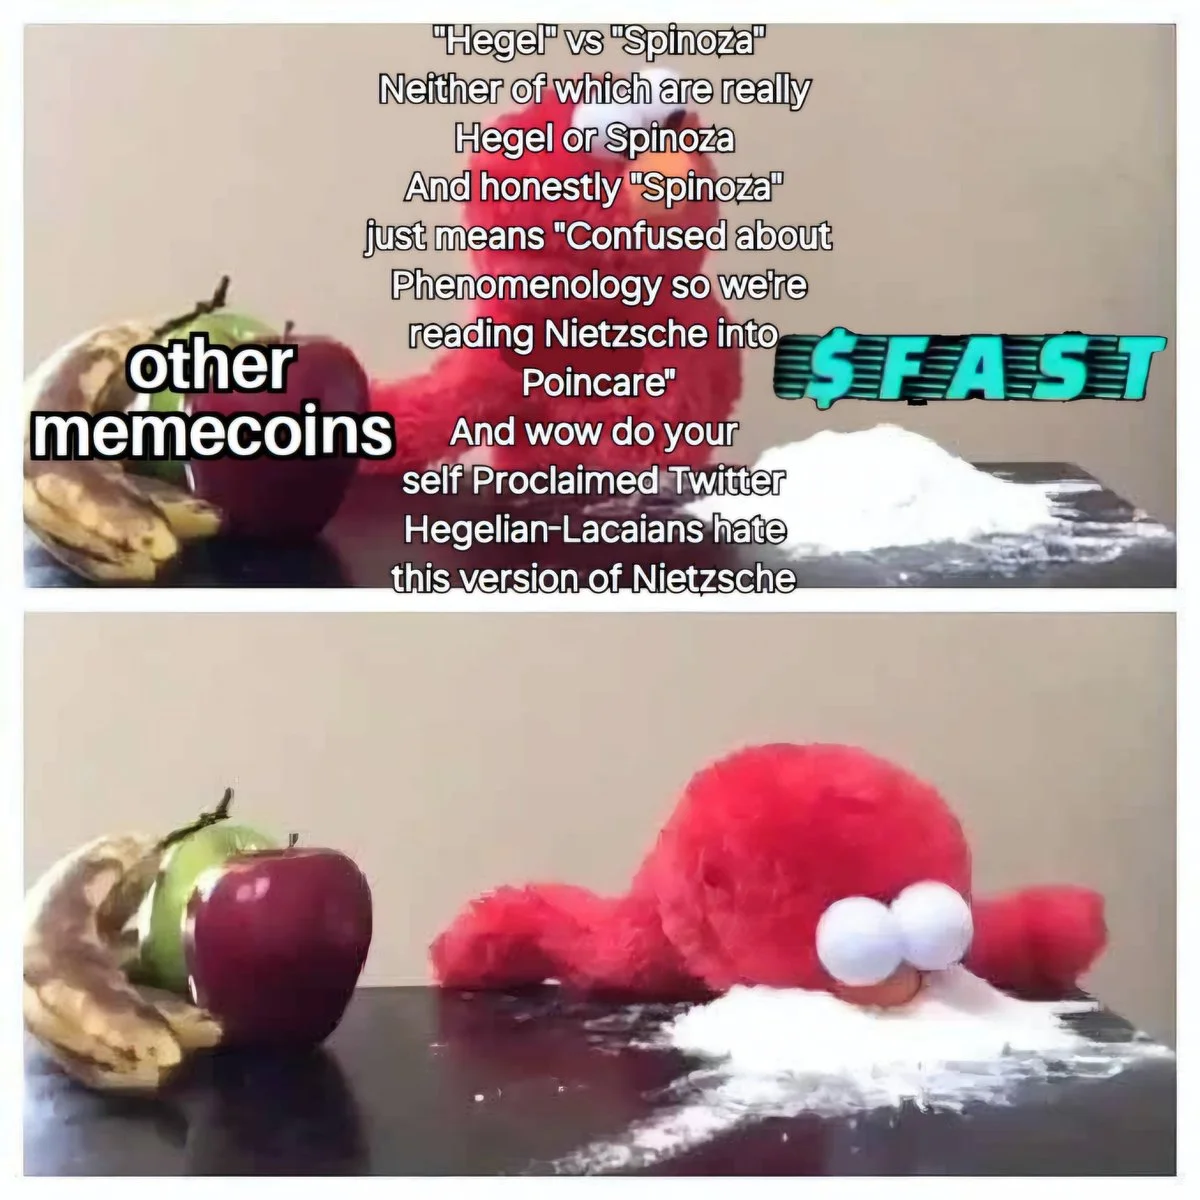 "Hegel" vs "Spinoza"
Neither of which are really
Hegel or Spinoza
And honestly "Spinoza"
just means "Confused about
Phenomenology so we're
reading Nietzsche into
Poincare"
And wow do your
self Proclaimed Twitter
Hegelian-Lacaians hate
this version of Nietzsche
other
memecoins
$FAST